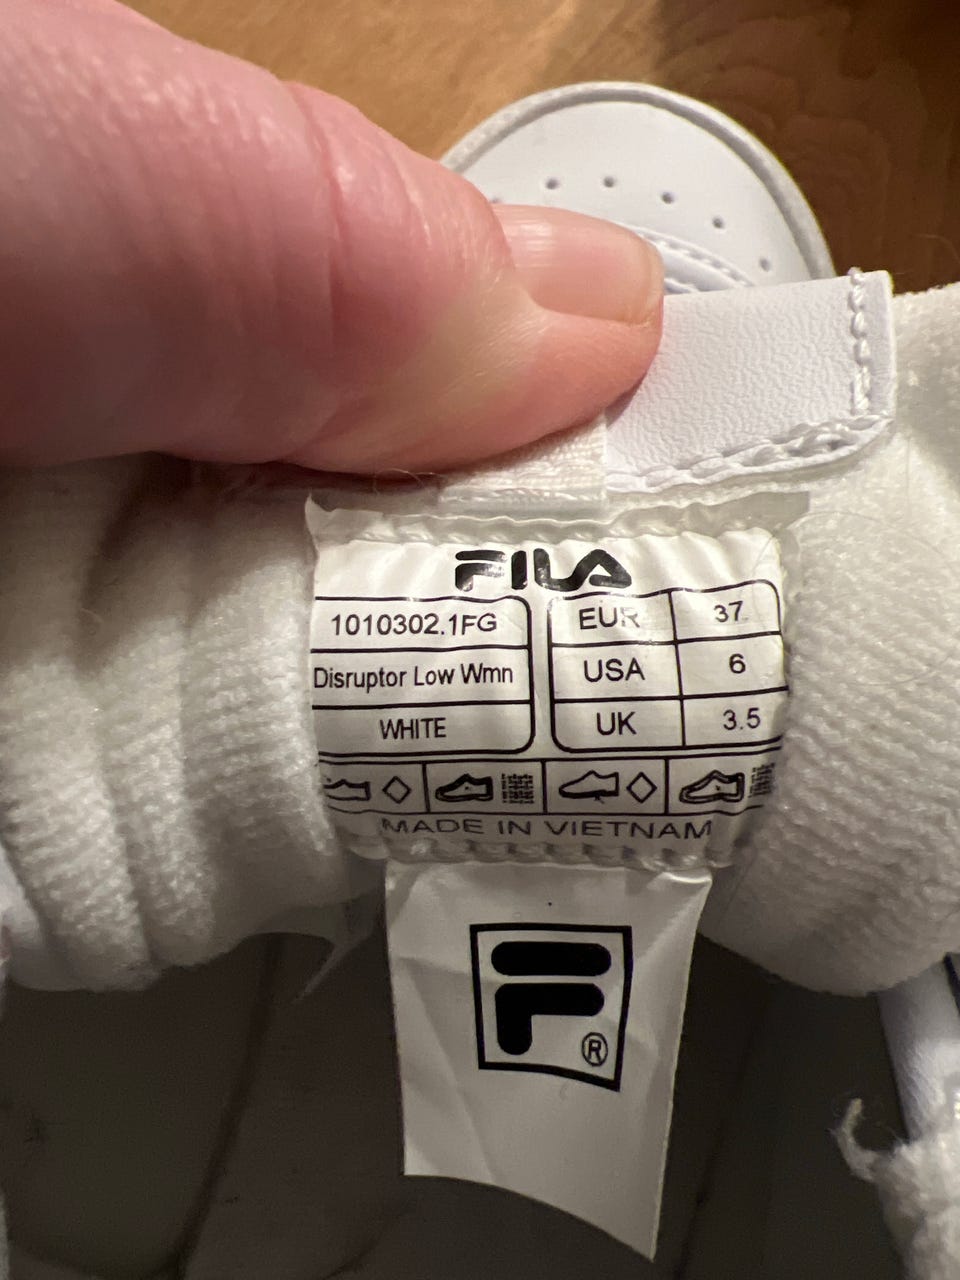 FILA
1010302.1FG
Disruptor Low Wmn
WHITE
EUR 37
USA 6
UK 3.5
MADE IN VIETNAM
F
®